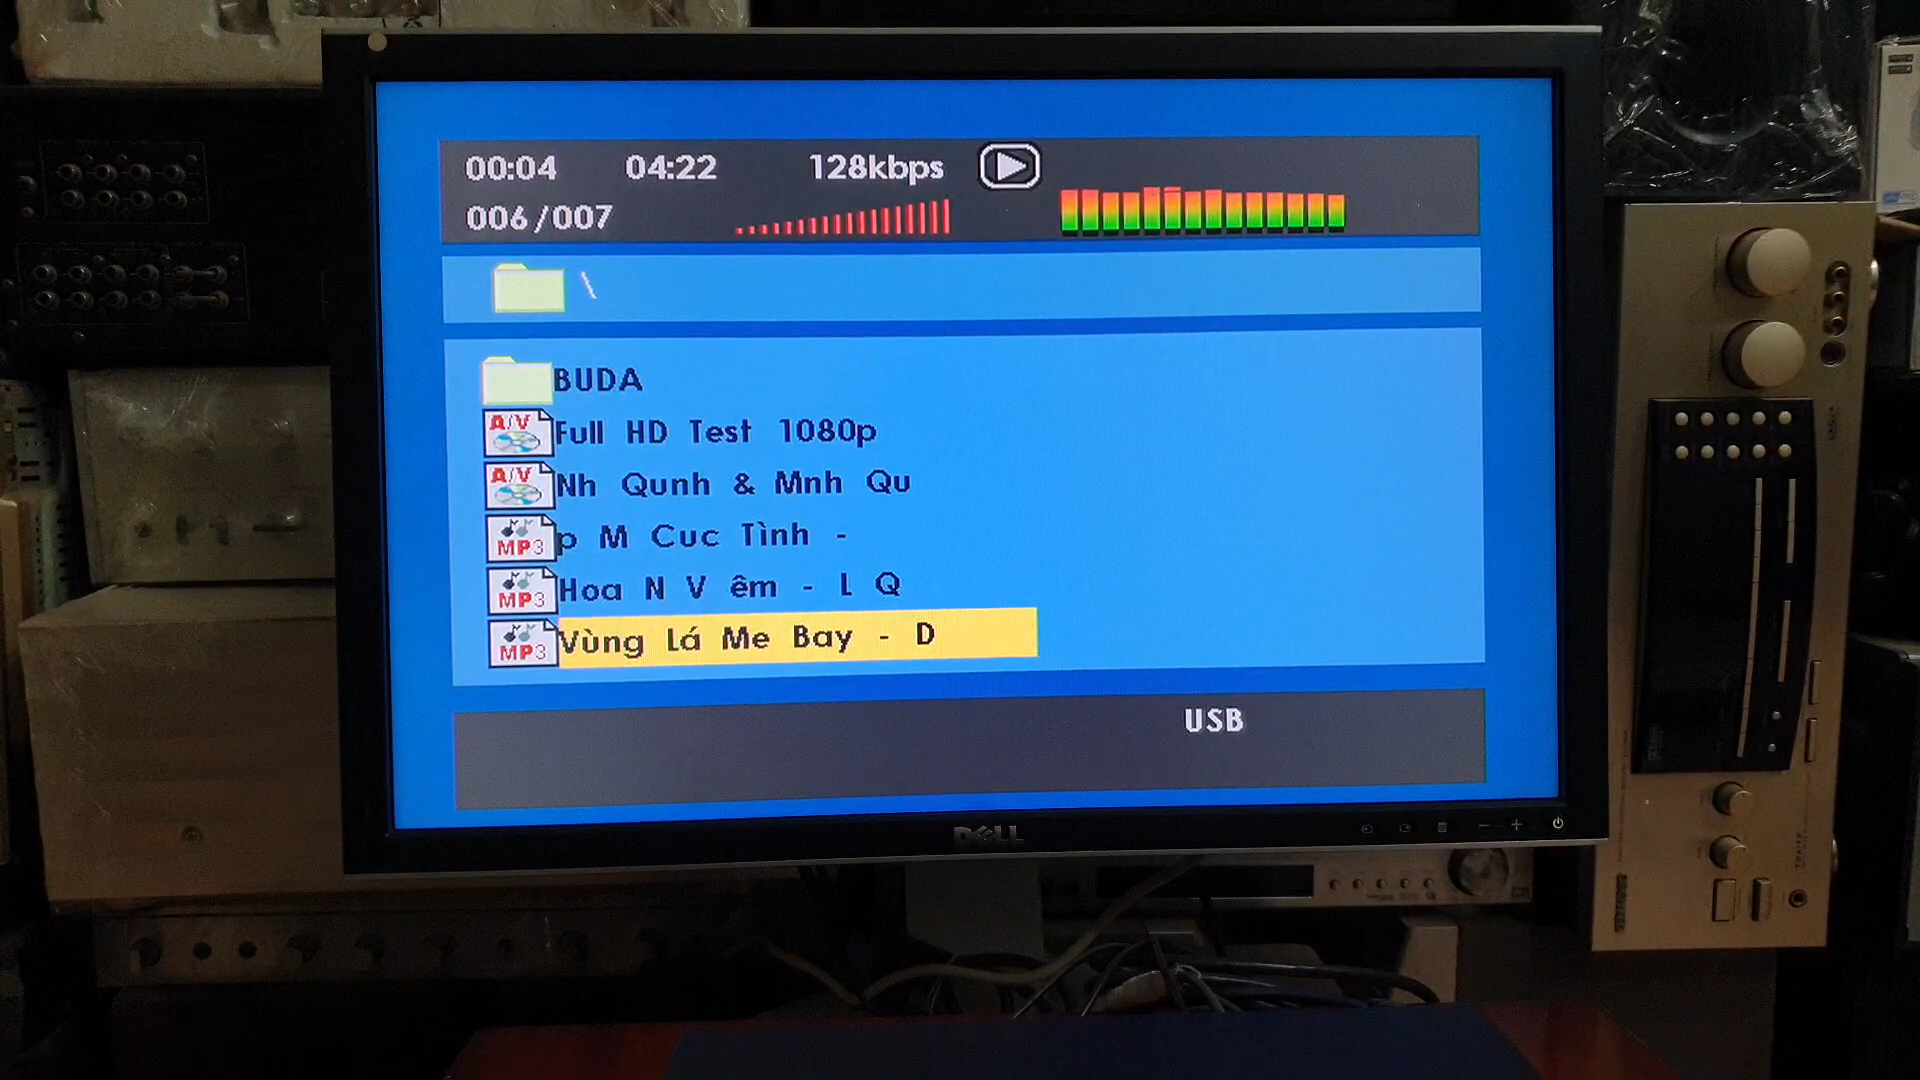 00:04 04:22 128kbps
006/007
\
BUDA
A/V Full HD Test 1080p
A/V Nh Qunh & Mnh Qu
MP3 p M Cuc Tình -
MP3 Hoa N V êm - L Q
MP3 Vùng Lá Me Bay - D
USB
DELL